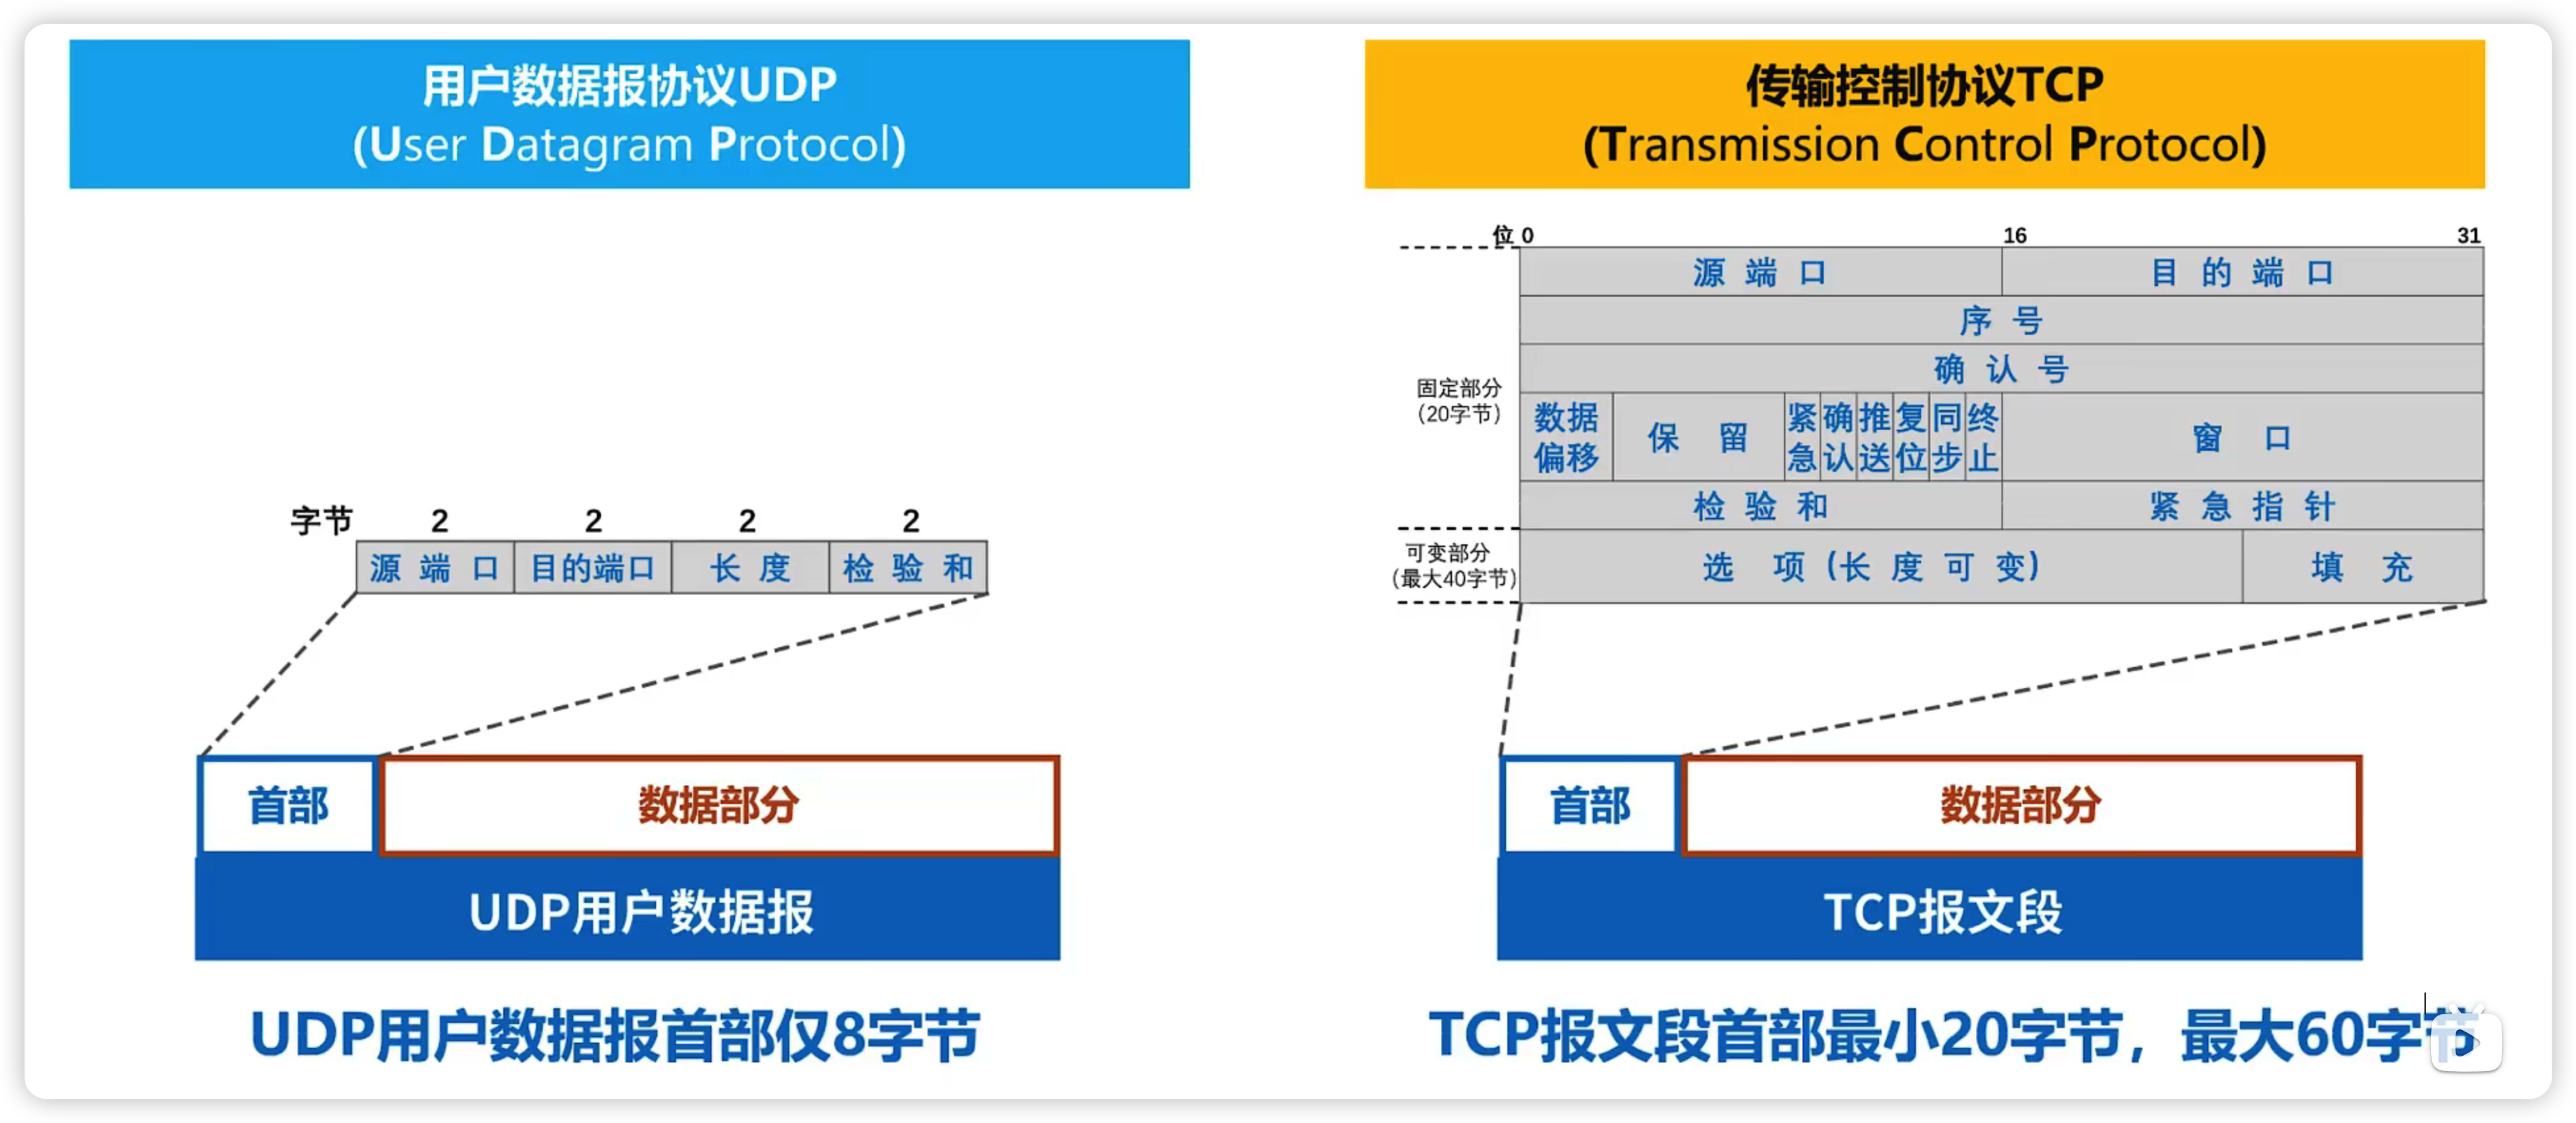 用户数据报协议UDP
(User Datagram Protocol)
字节 2 2 2 2
源端口 目的端口 长度 检验和
首部 数据部分
UDP用户数据报
UDP用户数据报首部仅8字节
传输控制协议TCP
(Transmission Control Protocol)
位 0 16 31
源端口 目的端口
序号
确认号
固定部分
(20字节)
数据偏移 保留 紧急 确认 推送 复位 同步 终止 窗口
检验和 紧急指针
可变部分
(最大40字节)
选项(长度可变) 填充
首部 数据部分
TCP报文段
TCP报文段首部最小20字节，最大60字节